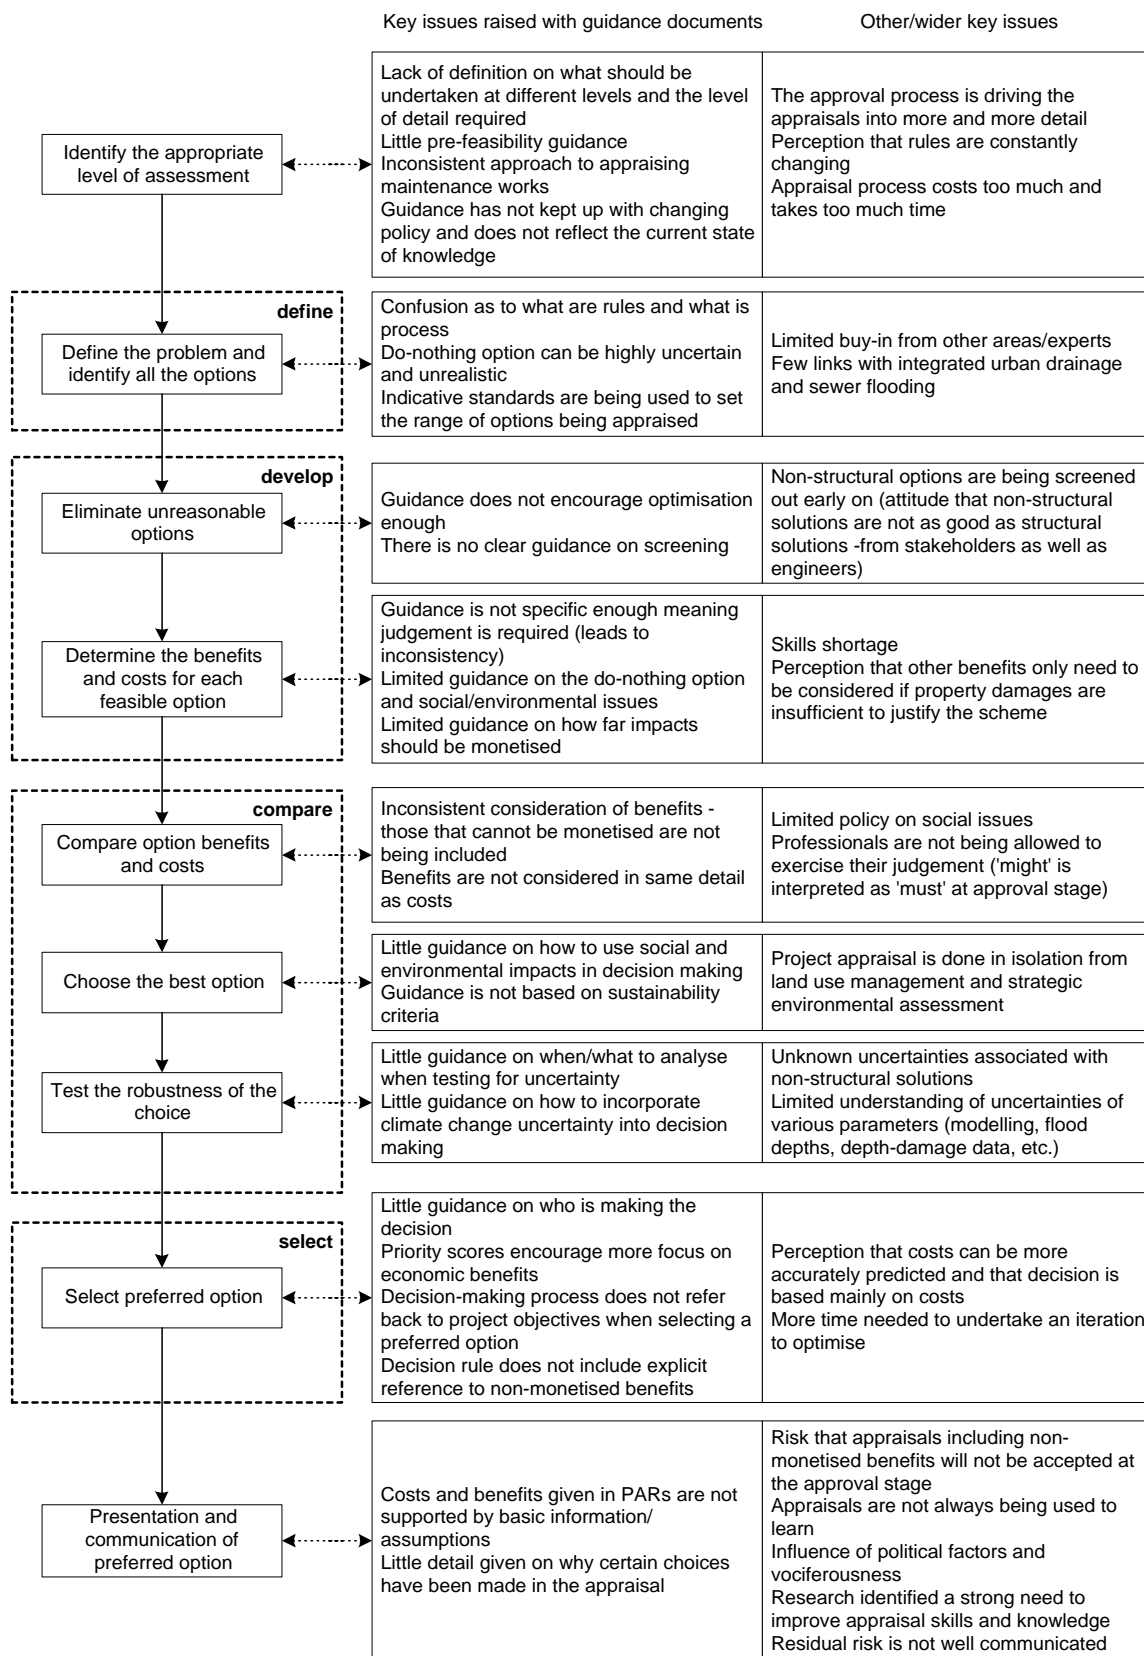 Key issues raised with guidance documents
Other/wider key issues
Identify the appropriate
level of assessment
Lack of definition on what should be
undertaken at different levels and the level
of detail required
Little pre-feasibility guidance
Inconsistent approach to appraising
maintenance works
Guidance has not kept up with changing
policy and does not reflect the current state
of knowledge
The approval process is driving the
appraisals into more and more detail
Perception that rules are constantly
changing
Appraisal process costs too much and
takes too much time
define
Define the problem and
identify all the options
Confusion as to what are rules and what is
process
Do-nothing option can be highly uncertain
and unrealistic
Indicative standards are being used to set
the range of options being appraised
Limited buy-in from other areas/experts
Few links with integrated urban drainage
and sewer flooding
develop
Eliminate unreasonable
options
Guidance does not encourage optimisation
enough
There is no clear guidance on screening
Non-structural options are being screened
out early on (attitude that non-structural
solutions are not as good as structural
solutions -from stakeholders as well as
engineers)
Determine the benefits
and costs for each
feasible option
Guidance is not specific enough meaning
judgement is required (leads to
inconsistency)
Limited guidance on the do-nothing option
and social/environmental issues
Limited guidance on how far impacts
should be monetised
Skills shortage
Perception that other benefits only need to
be considered if property damages are
insufficient to justify the scheme
compare
Compare option benefits
and costs
Inconsistent consideration of benefits -
those that cannot be monetised are not
being included
Benefits are not considered in same detail
as costs
Limited policy on social issues
Professionals are not being allowed to
exercise their judgement ('might' is
interpreted as 'must' at approval stage)
Choose the best option
Little guidance on how to use social and
environmental impacts in decision making
Guidance is not based on sustainability
criteria
Project appraisal is done in isolation from
land use management and strategic
environmental assessment
Test the robustness of the
choice
Little guidance on when/what to analyse
when testing for uncertainty
Little guidance on how to incorporate
climate change uncertainty into decision
making
Unknown uncertainties associated with
non-structural solutions
Limited understanding of uncertainties of
various parameters (modelling, flood
depths, depth-damage data, etc.)
select
Select preferred option
Little guidance on who is making the
decision
Priority scores encourage more focus on
economic benefits
Decision-making process does not refer
back to project objectives when selecting a
preferred option
Decision rule does not include explicit
reference to non-monetised benefits
Perception that costs can be more
accurately predicted and that decision is
based mainly on costs
More time needed to undertake an iteration
to optimise
Presentation and
communication of
preferred option
Costs and benefits given in PARs are not
supported by basic information/
assumptions
Little detail given on why certain choices
have been made in the appraisal
Risk that appraisals including non-
monetised benefits will not be accepted at
the approval stage
Appraisals are not always being used to
learn
Influence of political factors and
vociferousness
Research identified a strong need to
improve appraisal skills and knowledge
Residual risk is not well communicated